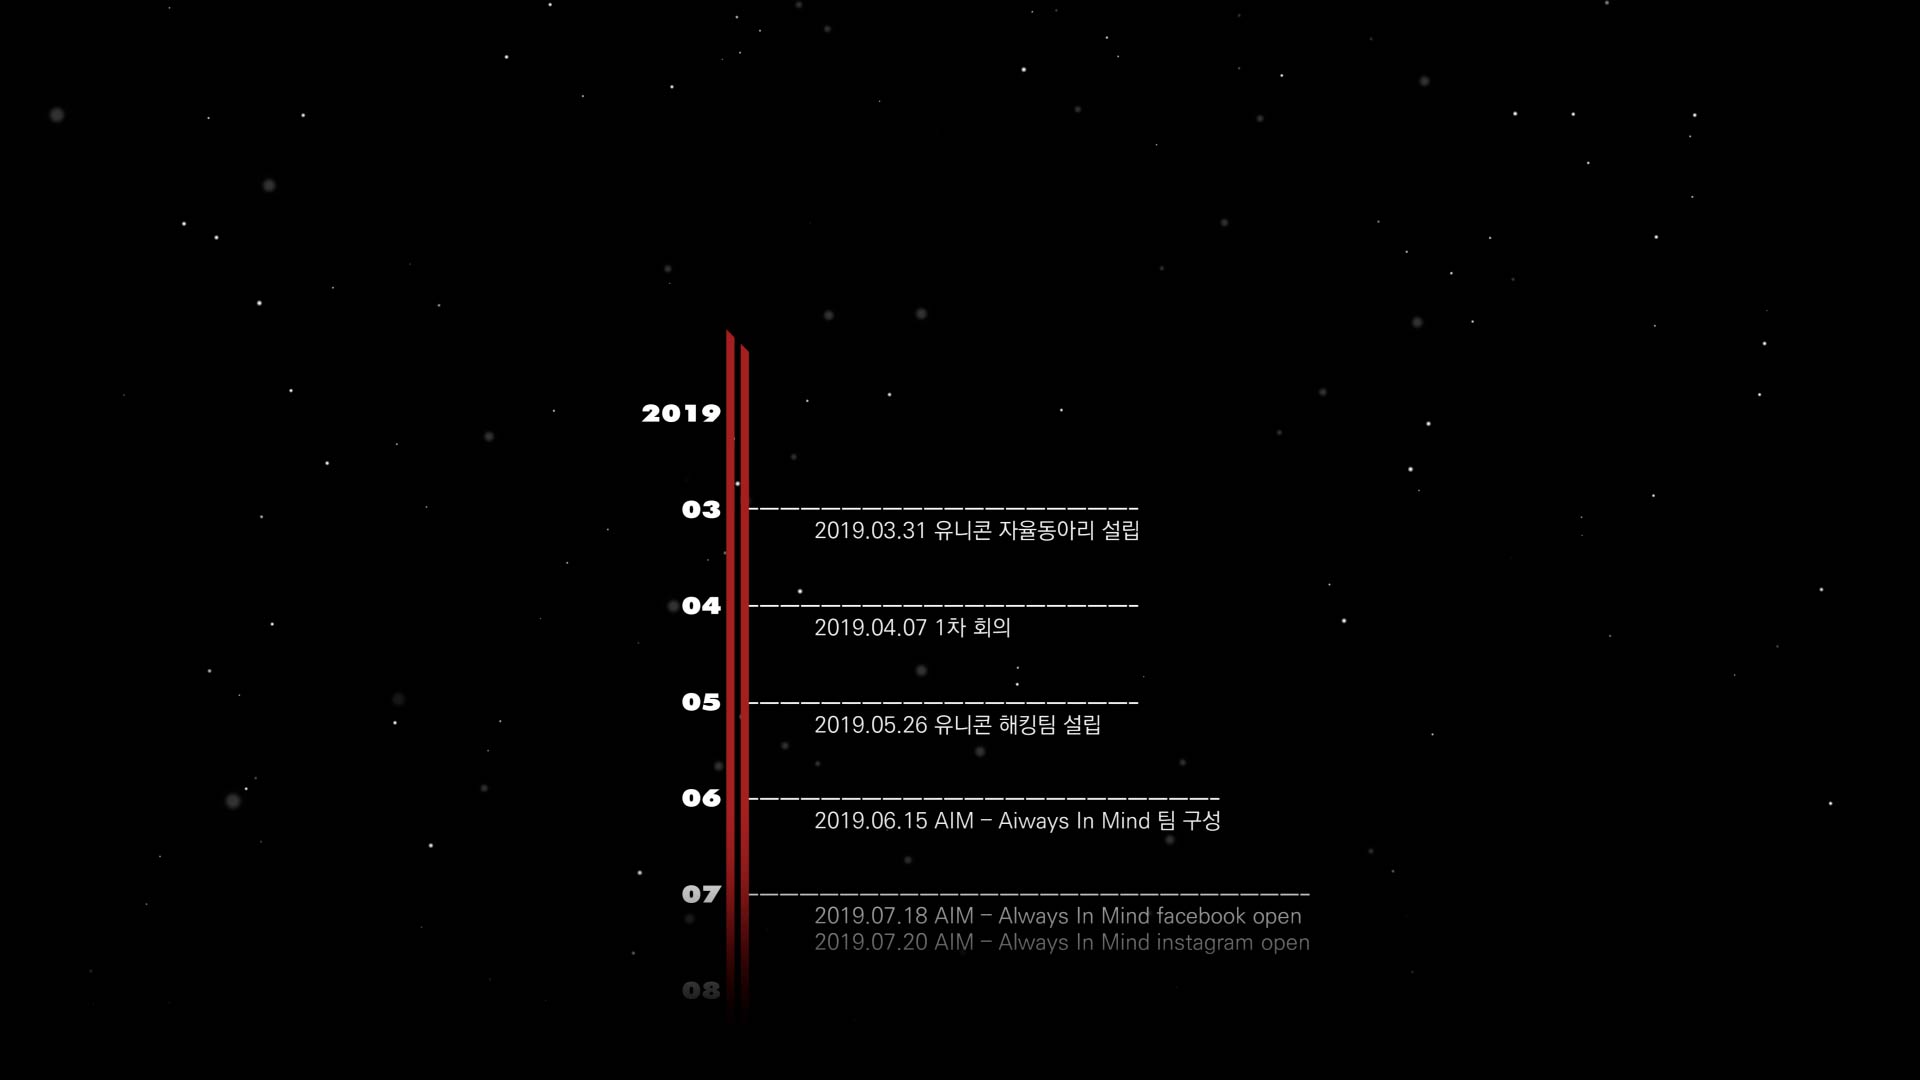 2019
03
2019.03.31 유니콘 자율동아리 설립
04
2019.04.07 1차 회의
05
2019.05.26 유니콘 해킹팀 설립
06
2019.06.15 AIM – Aiways In Mind 팀 구성
07
2019.07.18 AIM – Always In Mind facebook open
2019.07.20 AIM – Always In Mind instagram open
08